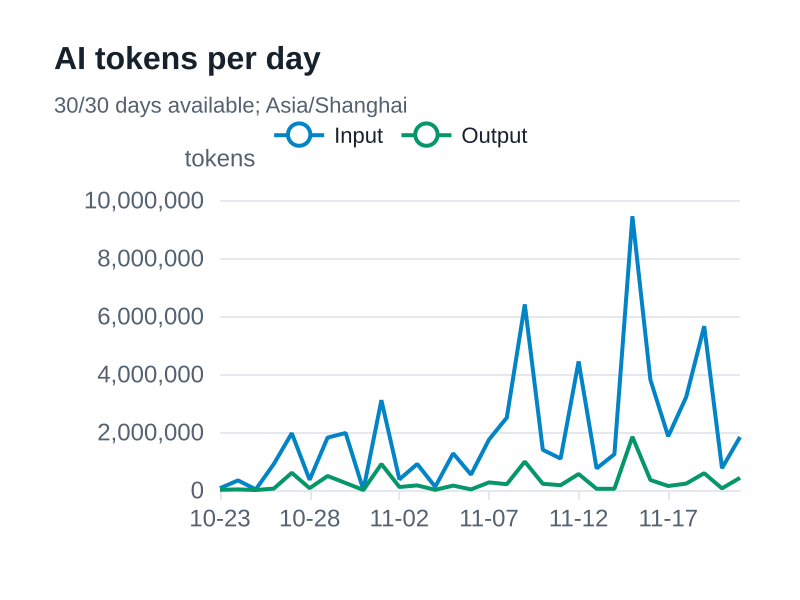 AI tokens per day
30/30 days available; Asia/Shanghai
Input Output
tokens
10,000,000
8,000,000
6,000,000
4,000,000
2,000,000
0
10-23 10-28 11-02 11-07 11-12 11-17